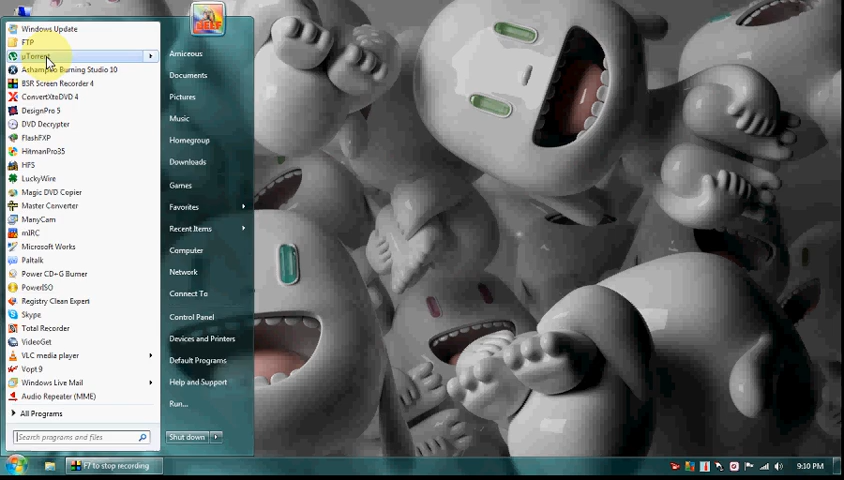 Windows Update
FTP
uTorrent
Ashampoo Burning Studio 10
BSR Screen Recorder 4
ConvertXtoDVD 4
DesignPro 5
DVD Decrypter
FlashFXP
HitmanPro35
HFS
LuckyWire
Magic DVD Copier
Master Converter
ManyCam
mIRC
Microsoft Works
Paltalk
Power CD+G Burner
PowerISO
Registry Clean Expert
Skype
Total Recorder
VideoGet
VLC media player
Vopt 9
Windows Live Mail
Audio Repeater (MME)
All Programs
Search programs and files
BEEF
Amiceous
Documents
Pictures
Music
Homegroup
Downloads
Games
Favorites
Recent Items
Computer
Network
Connect To
Control Panel
Devices and Printers
Default Programs
Help and Support
Run...
Shut down
F7 to stop recording
9:10 PM